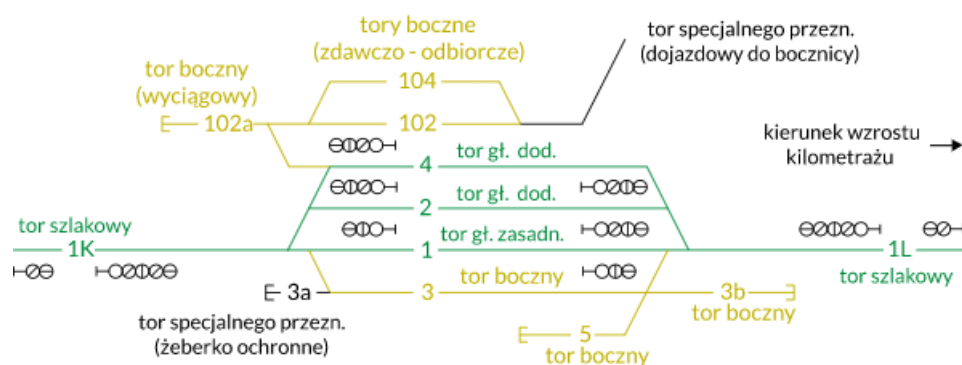 tory boczne
(zdawczo - odbiorcze)
tor specjalnego przezn.
(dojazdowy do bocznicy)
tor boczny
(wyciągowy)
104
102a
102
kierunek wzrostu
kilometrażu
4
tor gł. dod.
2
tor gł. dod.
tor szlakowy
1K
1
tor gł. zasadn.
1L
tor szlakowy
tor boczny
3a
3
3b
tor boczny
tor specjalnego przezn.
(żeberko ochronne)
5
tor boczny